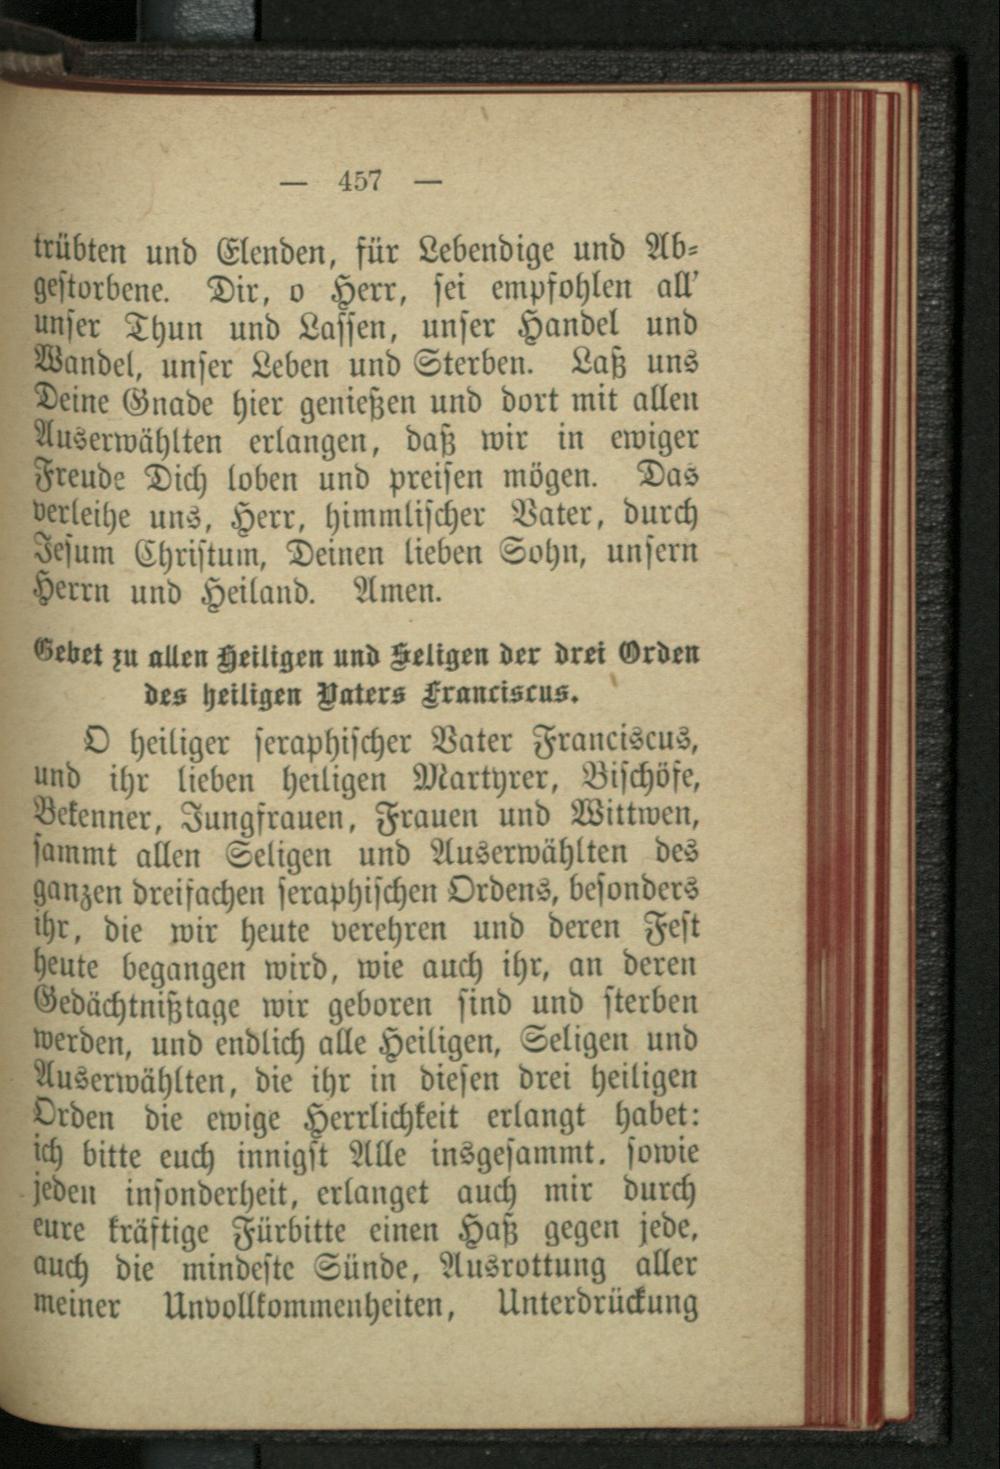 — 457 —
trübten und Elenden, für Lebendige und Ab-
gestorbene. Dir, o Herr, sei empfohlen all'
unser Thun und Lassen, unser Handel und
Wandel, unser Leben und Sterben. Laß uns
Deine Gnade hier genießen und dort mit allen
Auserwählten erlangen, daß wir in ewiger
Freude Dich loben und preisen mögen. Das
verleihe uns, Herr, himmlischer Vater, durch
Jesum Christum, Deinen lieben Sohn, unsern
Herrn und Heiland. Amen.
Gebet zu allen Heiligen und Seligen der drei Orden
des heiligen Vaters Franciscus.
O heiliger seraphischer Vater Franciscus,
und ihr lieben heiligen Martyrer, Bischöfe,
Bekenner, Jungfrauen, Frauen und Wittwen,
sammt allen Seligen und Auserwählten des
ganzen dreifachen seraphischen Ordens, besonders
ihr, die wir heute verehren und deren Fest
heute begangen wird, wie auch ihr, an deren
Gedächtnißtage wir geboren sind und sterben
werden, und endlich alle Heiligen, Seligen und
Auserwählten, die ihr in diesen drei heiligen
Orden die ewige Herrlichkeit erlangt habet:
ich bitte euch innigst Alle insgesammt. sowie
jeden insonderheit, erlanget auch mir durch
eure kräftige Fürbitte einen Haß gegen jede,
auch die mindeste Sünde, Ausrottung aller
meiner Unvollkommenheiten, Unterdrückung